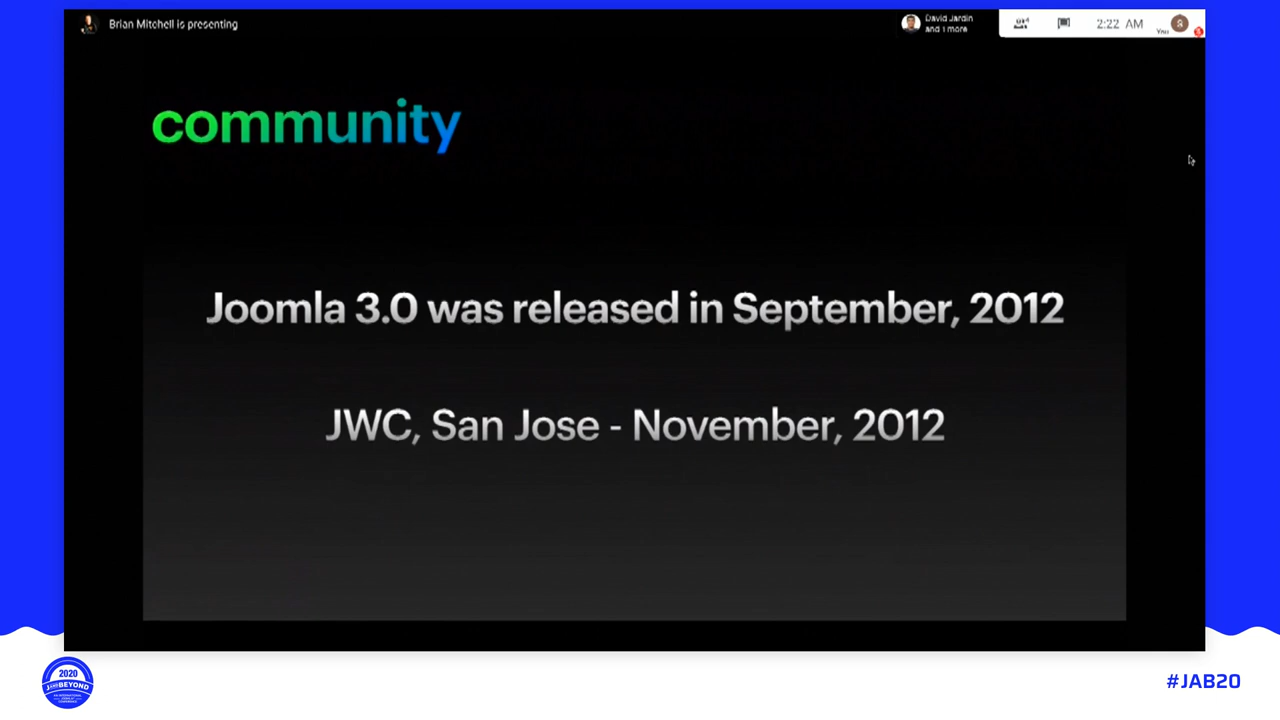 Brian Mitchell is presenting
David Jardin
and 1 more
2:22 AM
You
S
community
Joomla 3.0 was released in September, 2012
JWC, San Jose - November, 2012
2020
BEYOND
#JAB20